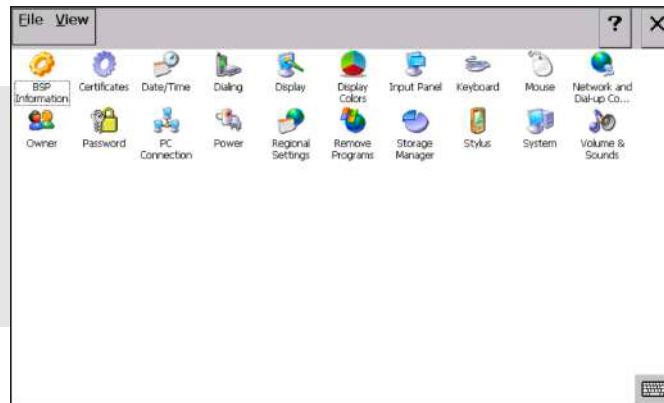 File View ? X
BSP Information Certificates Date/Time Dialing Display Display Colors Input Panel Keyboard Mouse Network and Dial-up Co...
Owner Password PC Connection Power Regional Settings Remove Programs Storage Manager Stylus System Volume & Sounds